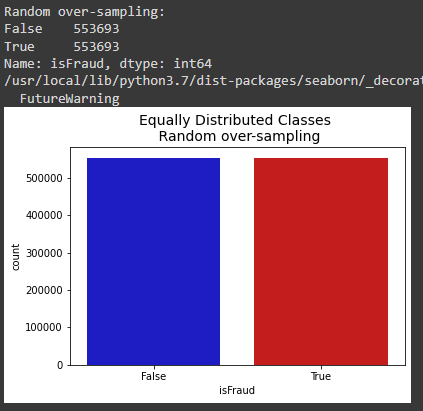 Random over-sampling:
False    553693
True     553693
Name: isFraud, dtype: int64
/usr/local/lib/python3.7/dist-packages/seaborn/_decorat
  FutureWarning
Equally Distributed Classes
Random over-sampling
500000
400000
300000
200000
100000
0
count
False True
isFraud